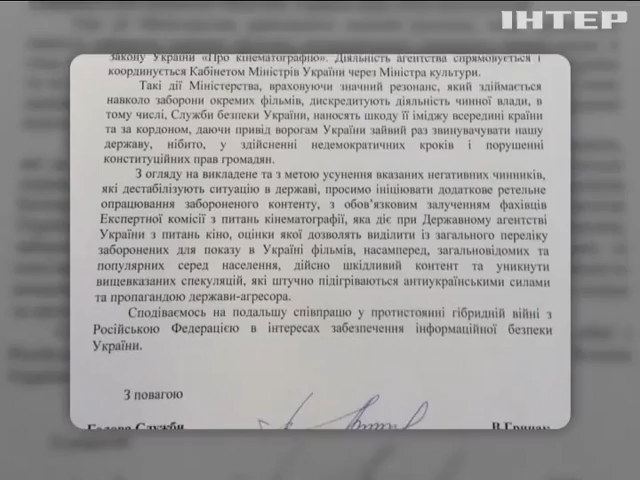 ІНТЕР
Закону України «Про кінематографію». Діяльність агентства спрямовується і
координується Кабінетом Міністрів України через Міністра культури.
Такі дії Міністерства, враховуючи значний резонанс, який здіймається
навколо заборони окремих фільмів, дискредитують діяльність чинної влади, в
тому числі, Служби безпеки України, наносять шкоду її іміджу всередині країни
та за кордоном, даючи привід ворогам України зайвий раз звинувачувати нашу
державу, нібито, у здійсненні недемократичних кроків і порушенні
конституційних прав громадян.
З огляду на викладене та з метою усунення вказаних негативних чинників,
які дестабілізують ситуацію в державі, просимо ініціювати додаткове ретельне
опрацювання забороненого контенту, з обов'язковим залученням фахівців
Експертної комісії з питань кінематографії, яка діє при Державному агентстві
України з питань кіно, оцінки якої дозволять виділити із загального переліку
заборонених для показу в Україні фільмів, насамперед, загальновідомих та
популярних серед населення, дійсно шкідливий контент та уникнути
вищевказаних спекуляцій, які штучно підігріваються антиукраїнськими силами
та пропагандою держави-агресора.
Сподіваємось на подальшу співпрацю у протистоянні гібридній війні з
Російською Федерацією в інтересах забезпечення інформаційної безпеки
України.
З повагою
Голова Служби В.Грицак